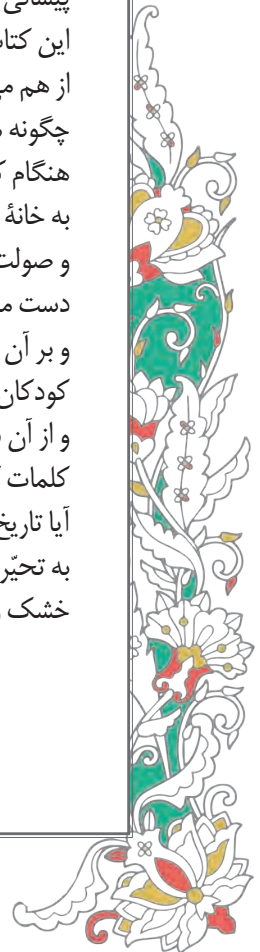 پیشانی
این کتا
از هم م
چگونه م
هنگام ک
به خانهٔ
و صولت
دست م
و بر آن
کودکان
و از آن
کلمات
آیا تاریخ
به تحیّر
خشک